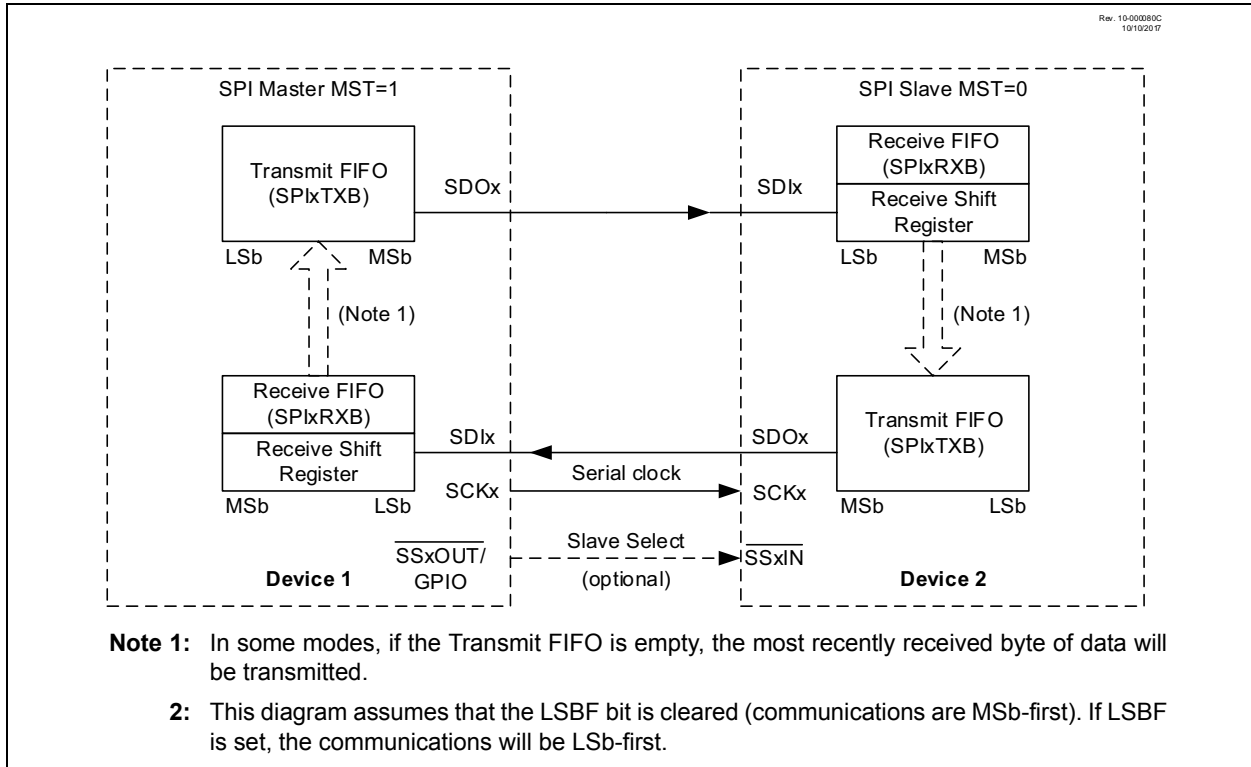 Rev. 10-000080C
10/10/2017
SPI Master MST=1
Transmit FIFO
(SPIxTXB)
LSb MSb
SDOx
(Note 1)
Receive FIFO
(SPIxRXB)
Receive Shift
Register
MSb LSb
SDIx
SCKx
SSxOUT/
GPIO
Device 1
Serial clock
Slave Select
(optional)
SPI Slave MST=0
SDIx
Receive FIFO
(SPIxRXB)
Receive Shift
Register
LSb MSb
(Note 1)
Transmit FIFO
(SPIxTXB)
MSb LSb
SDOx
SCKx
SSxIN
Device 2
Note 1: In some modes, if the Transmit FIFO is empty, the most recently received byte of data will
be transmitted.
2: This diagram assumes that the LSBF bit is cleared (communications are MSb-first). If LSBF
is set, the communications will be LSb-first.